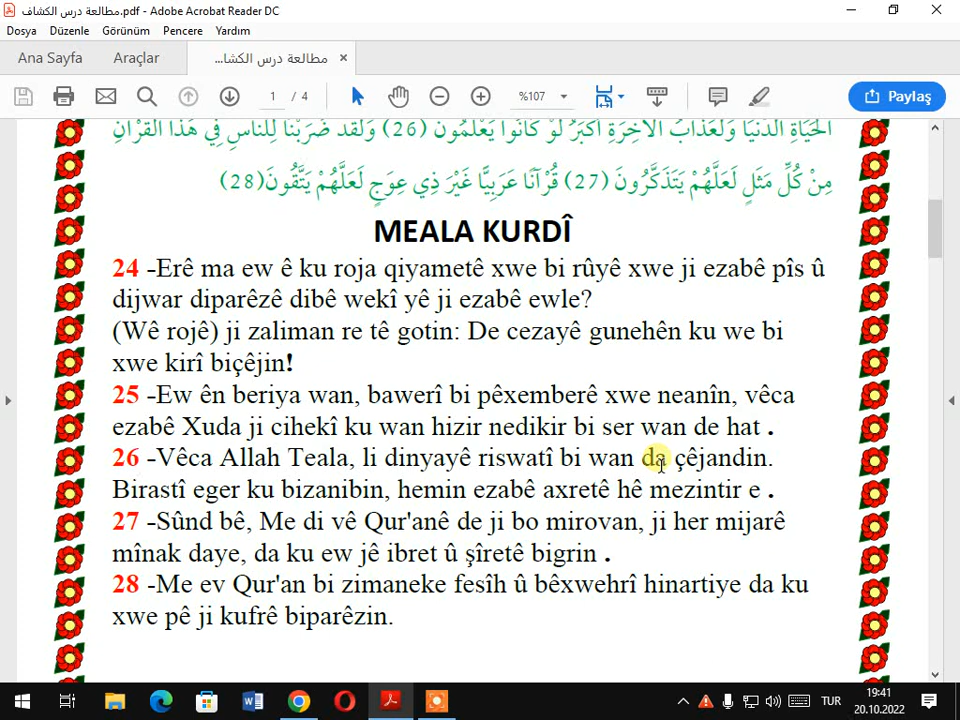 مطالعة درس الكشاف.pdf - Adobe Acrobat Reader DC
Dosya Düzenle Görünüm Pencere Yardım
Ana Sayfa Araçlar مطالعة درس الكشا...
1 / 4 %107 Paylaş
الْحَيَاةِ الدُّنْيَا وَلَعَذَابُ الْآخِرَةِ أَكْبَرُ لَوْ كَانُوا يَعْلَمُونَ (26) وَلَقَدْ ضَرَبْنَا لِلنَّاسِ فِي هَذَا الْقُرْآنِ
مِنْ كُلِّ مَثَلٍ لَعَلَّهُمْ يَتَذَكَّرُونَ (27) قُرْآنًا عَرَبِيًّا غَيْرَ ذِي عِوَجٍ لَعَلَّهُمْ يَتَّقُونَ (28)
MEALA KURDÎ
24 -Erê ma ew ê ku roja qiyametê xwe bi rûyê xwe ji ezabê pîs û
dijwar diparêzê dibê wekî yê ji ezabê ewle?
(Wê rojê) ji zaliman re tê gotin: De cezayê gunehên ku we bi
xwe kirî biçêjin!
25 -Ew ên beriya wan, bawerî bi pêxemberê xwe neanîn, vêca
ezabê Xuda ji cihekî ku wan hizir nedikir bi ser wan de hat .
26 -Vêca Allah Teala, li dinyayê riswatî bi wan da çêjandin.
Birastî eger ku bizanibin, hemin ezabê axretê hê mezintir e .
27 -Sûnd bê, Me di vê Qur'anê de ji bo mirovan, ji her mijarê
mînak daye, da ku ew jê ibret û şîretê bigrin .
28 -Me ev Qur'an bi zimaneke fesîh û bêxwehrî hinartiye da ku
xwe pê ji kufrê biparêzin.
TUR 19:41
20.10.2022